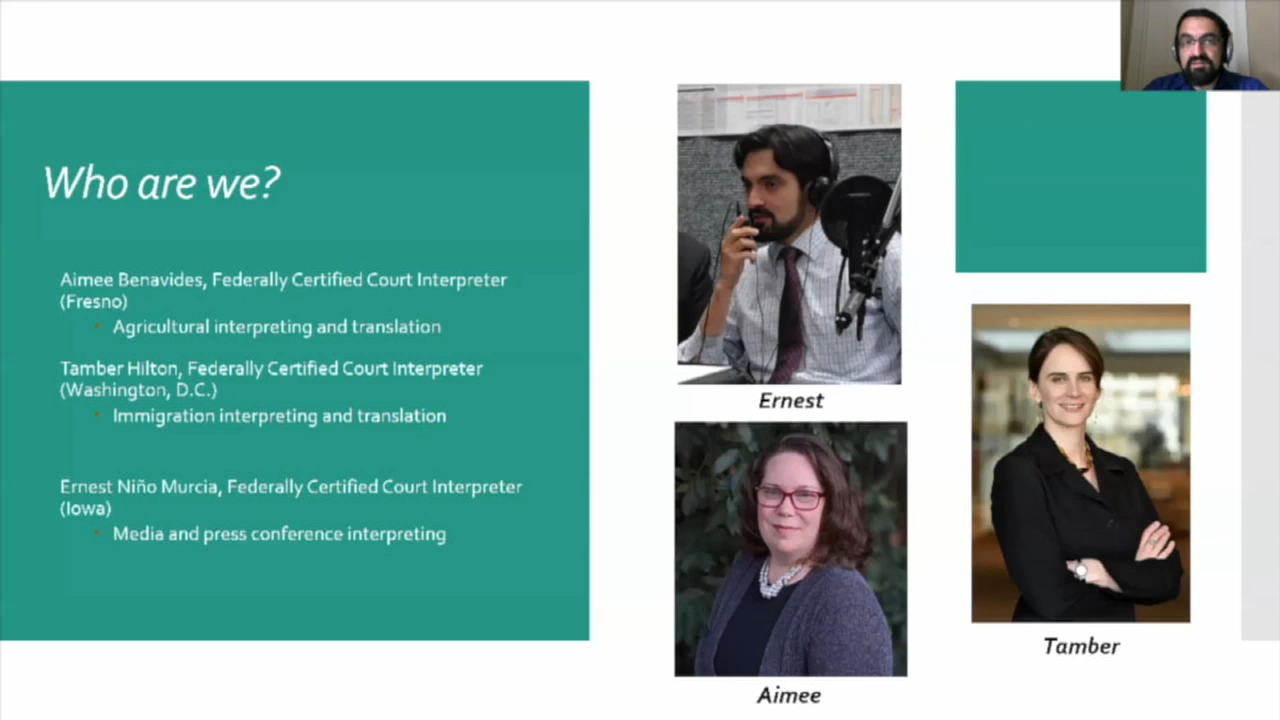 Who are we?
Aimee Benavides, Federally Certified Court Interpreter
(Fresno)
Agricultural interpreting and translation
Tamber Hilton, Federally Certified Court Interpreter
(Washington, D.C.)
Immigration interpreting and translation
Ernest Niño Murcia, Federally Certified Court Interpreter
(Iowa)
Media and press conference interpreting
Ernest
Aimee
Tamber